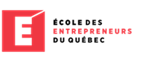 É
ÉCOLE DES
ENTREPRENEURS
DU QUÉBEC